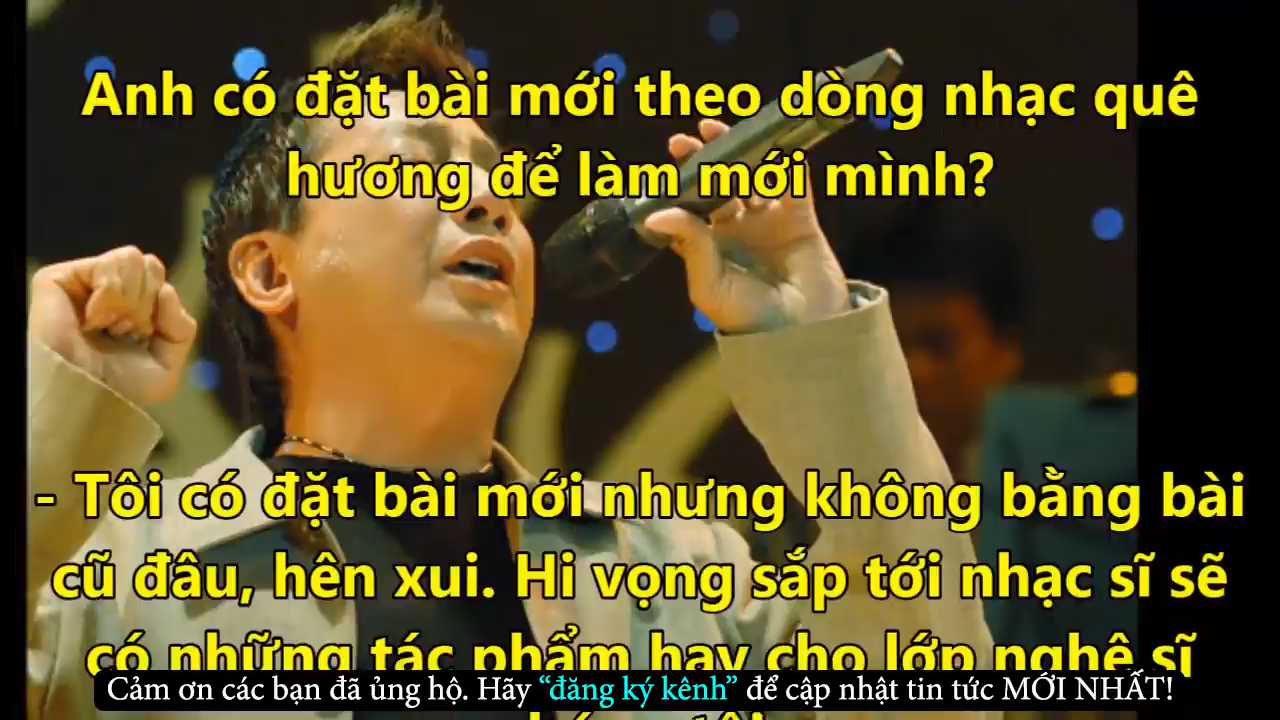 Anh có đặt bài mới theo dòng nhạc quê
hương để làm mới mình?
- Tôi có đặt bài mới nhưng không bằng bài
cũ đâu, hên xui. Hi vọng sắp tới nhạc sĩ sẽ
có những tác phẩm hay cho lớp nghệ sĩ
Cảm ơn các bạn đã ủng hộ. Hãy “đăng ký kênh” để cập nhật tin tức MỚI NHẤT!